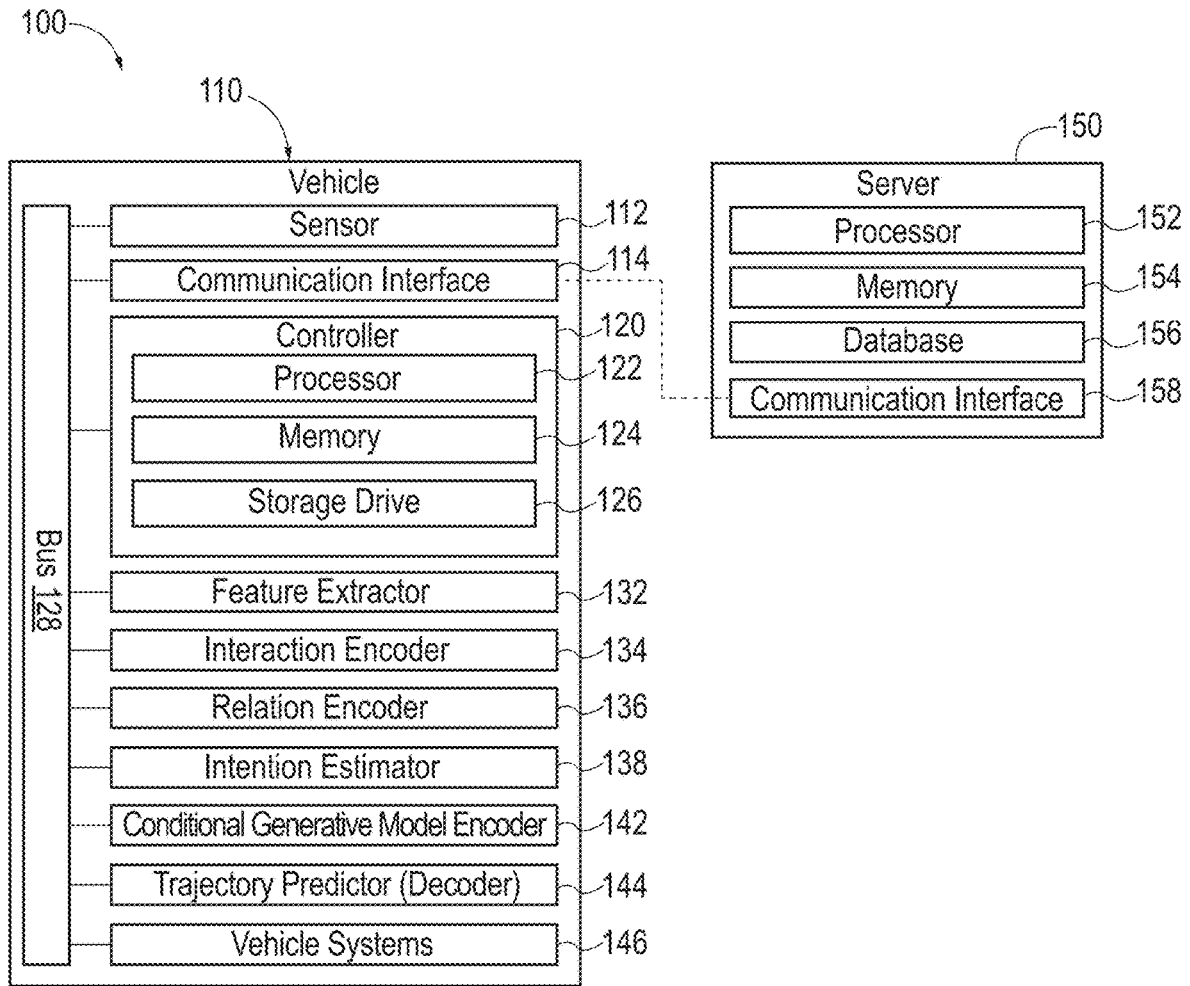 100
110
150
Vehicle
Server
Sensor 112
Processor 152
Communication Interface 114
Memory 154
Controller 120
Database 156
Processor 122
Communication Interface 158
Memory 124
Storage Drive 126
Bus 128
Feature Extractor 132
Interaction Encoder 134
Relation Encoder 136
Intention Estimator 138
Conditional Generative Model Encoder 142
Trajectory Predictor (Decoder) 144
Vehicle Systems 146